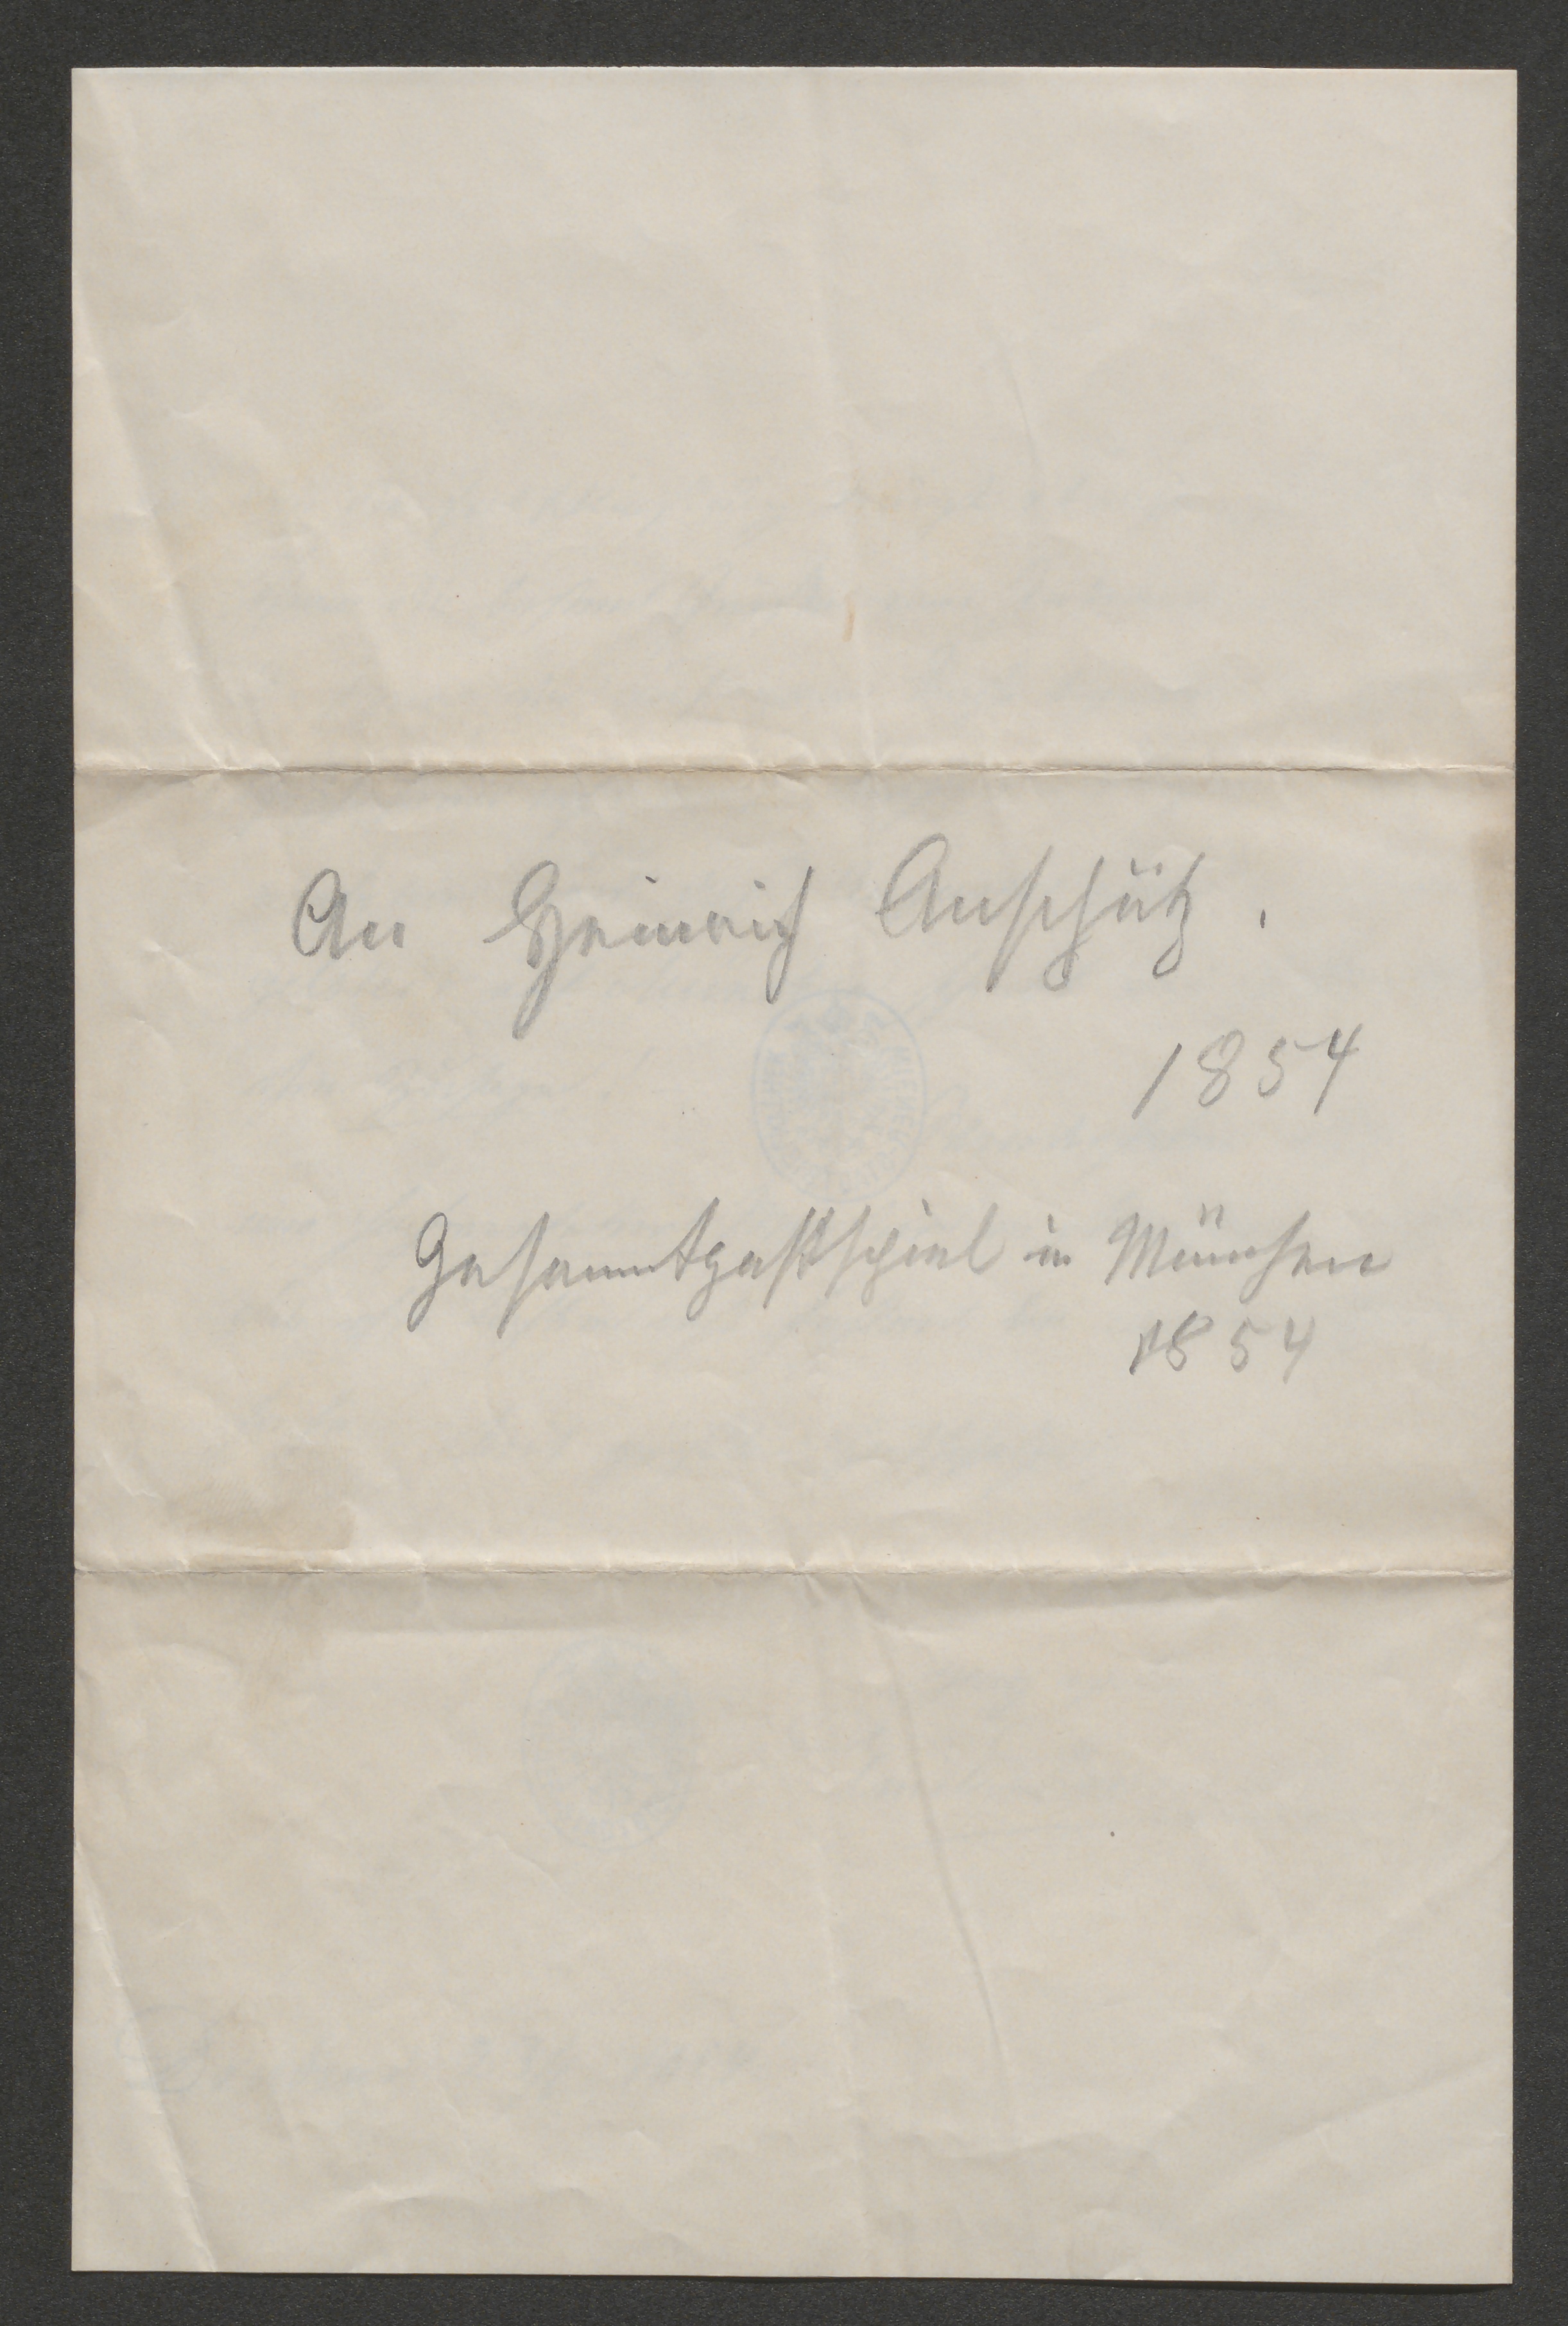 An Heinrich Anschütz.
1854
Gesammtgastspiel in München
1854